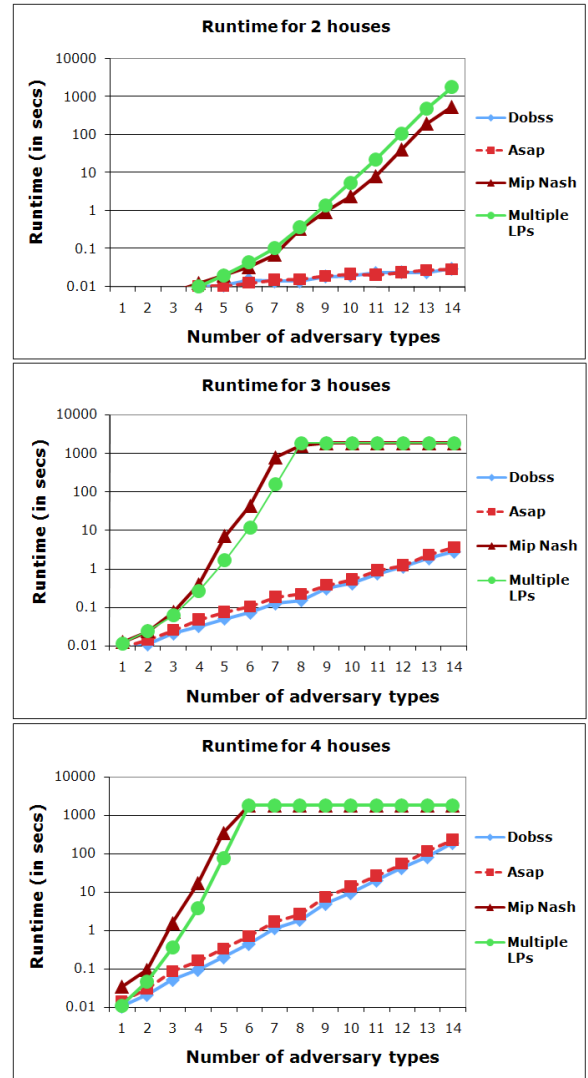 Runtime for 2 houses
Runtime (in secs)
10000
1000
100
10
1
0.1
0.01
1 2 3 4 5 6 7 8 9 10 11 12 13 14
Number of adversary types
Dobss
Asap
Mip Nash
Multiple
LPs
Runtime for 3 houses
Runtime (in secs)
10000
1000
100
10
1
0.1
0.01
1 2 3 4 5 6 7 8 9 10 11 12 13 14
Number of adversary types
Dobss
Asap
Mip Nash
Multiple
LPs
Runtime for 4 houses
Runtime (in secs)
10000
1000
100
10
1
0.1
0.01
1 2 3 4 5 6 7 8 9 10 11 12 13 14
Number of adversary types
Dobss
Asap
Mip Nash
Multiple
LPs